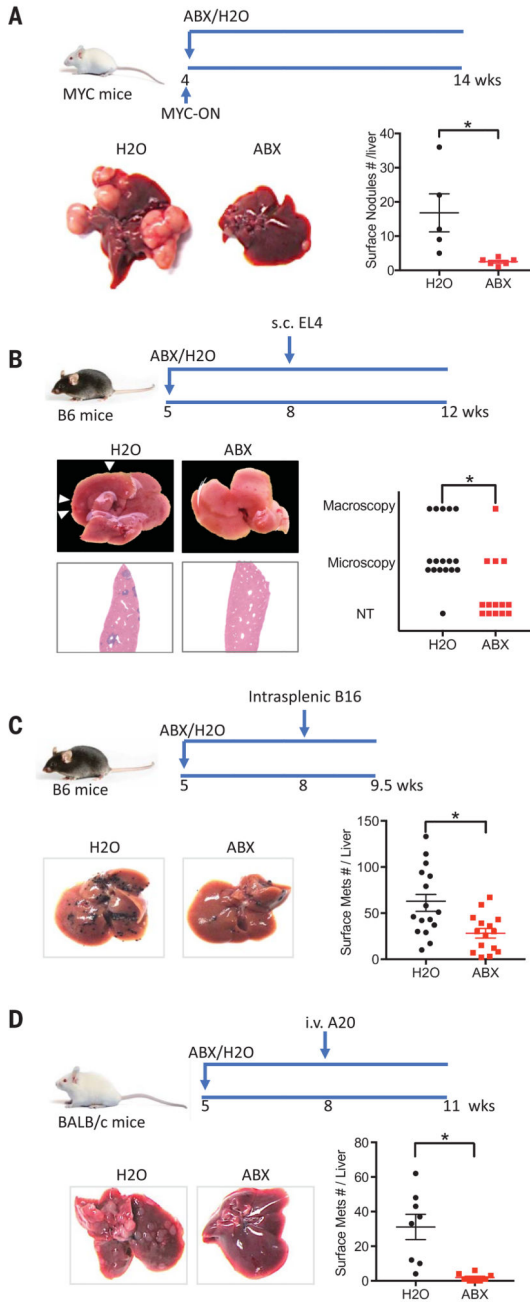 A
ABX/H2O
4
14 wks
MYC mice
MYC-ON
H2O
ABX
Surface Nodules # /liver
40
30
20
10
0
*
H2O
ABX
B
s.c. EL4
ABX/H2O
B6 mice
5
8
12 wks
H2O
ABX
*
Macroscopy
Microscopy
NT
H2O
ABX
C
Intrasplenic B16
ABX/H2O
B6 mice
5
8
9.5 wks
H2O
ABX
Surface Mets # / Liver
150
100
50
0
*
H2O
ABX
D
i.v. A20
ABX/H2O
BALB/c mice
5
8
11 wks
H2O
ABX
Surface Mets # / Liver
80
60
40
20
0
*
H2O
ABX